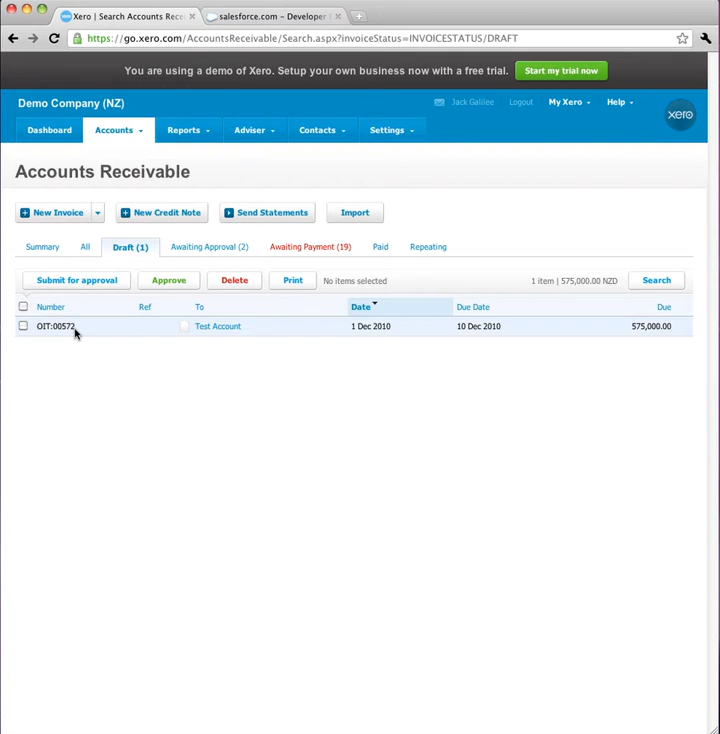 Xero | Search Accounts Rece
salesforce.com – Developer
https://go.xero.com/AccountsReceivable/Search.aspx?invoiceStatus=INVOICESTATUS/DRAFT
You are using a demo of Xero. Setup your own business now with a free trial. Start my trial now
Demo Company (NZ) Jack Galilee Logout My Xero Help
xero
Dashboard Accounts Reports Adviser Contacts Settings
Accounts Receivable
New Invoice New Credit Note Send Statements Import
Summary All Draft (1) Awaiting Approval (2) Awaiting Payment (19) Paid Repeating
Submit for approval Approve Delete Print No items selected 1 item | 575,000.00 NZD Search
Number Ref To Date Due Date Due
OIT:00572 Test Account 1 Dec 2010 10 Dec 2010 575,000.00